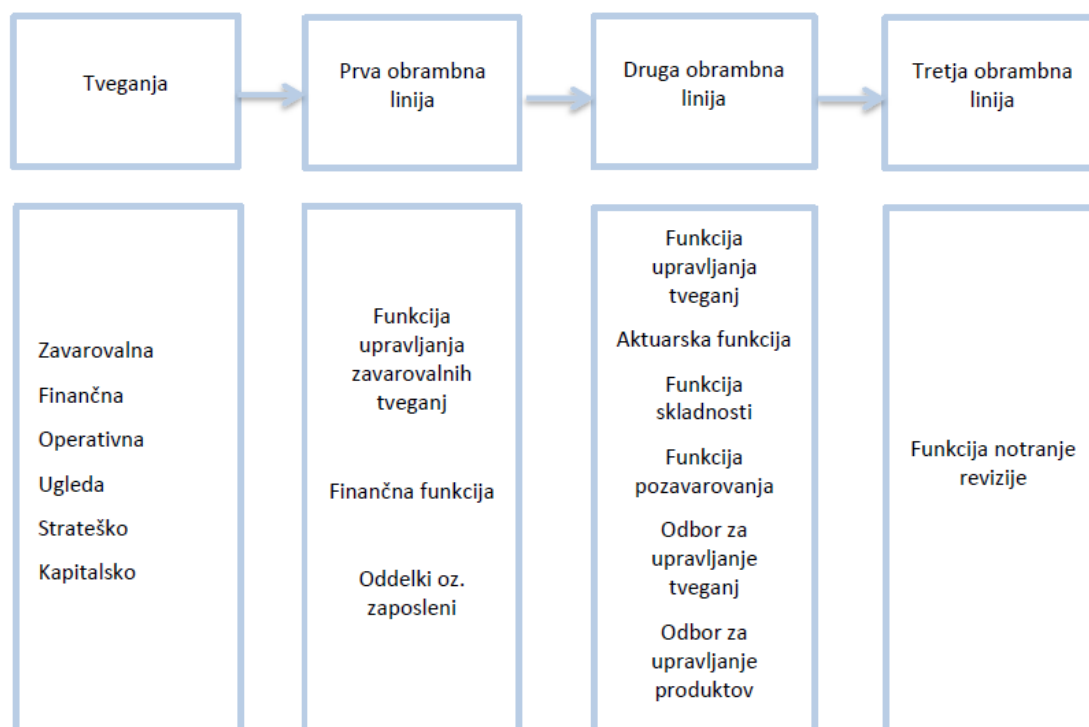 Tveganja
Prva obrambna
linija
Druga obrambna
linija
Tretja obrambna
linija
Zavarovalna
Finančna
Operativna
Ugleda
Strateško
Kapitalsko
Funkcija
upravljanja
zavarovalnih
tveganj
Finančna funkcija
Oddelki oz.
zaposleni
Funkcija
upravljanja
tveganj
Aktuarska funkcija
Funkcija
skladnosti
Funkcija
pozavarovanja
Odbor za
upravljanje
tveganj
Odbor za
upravljanje
produktov
Funkcija notranje
revizije